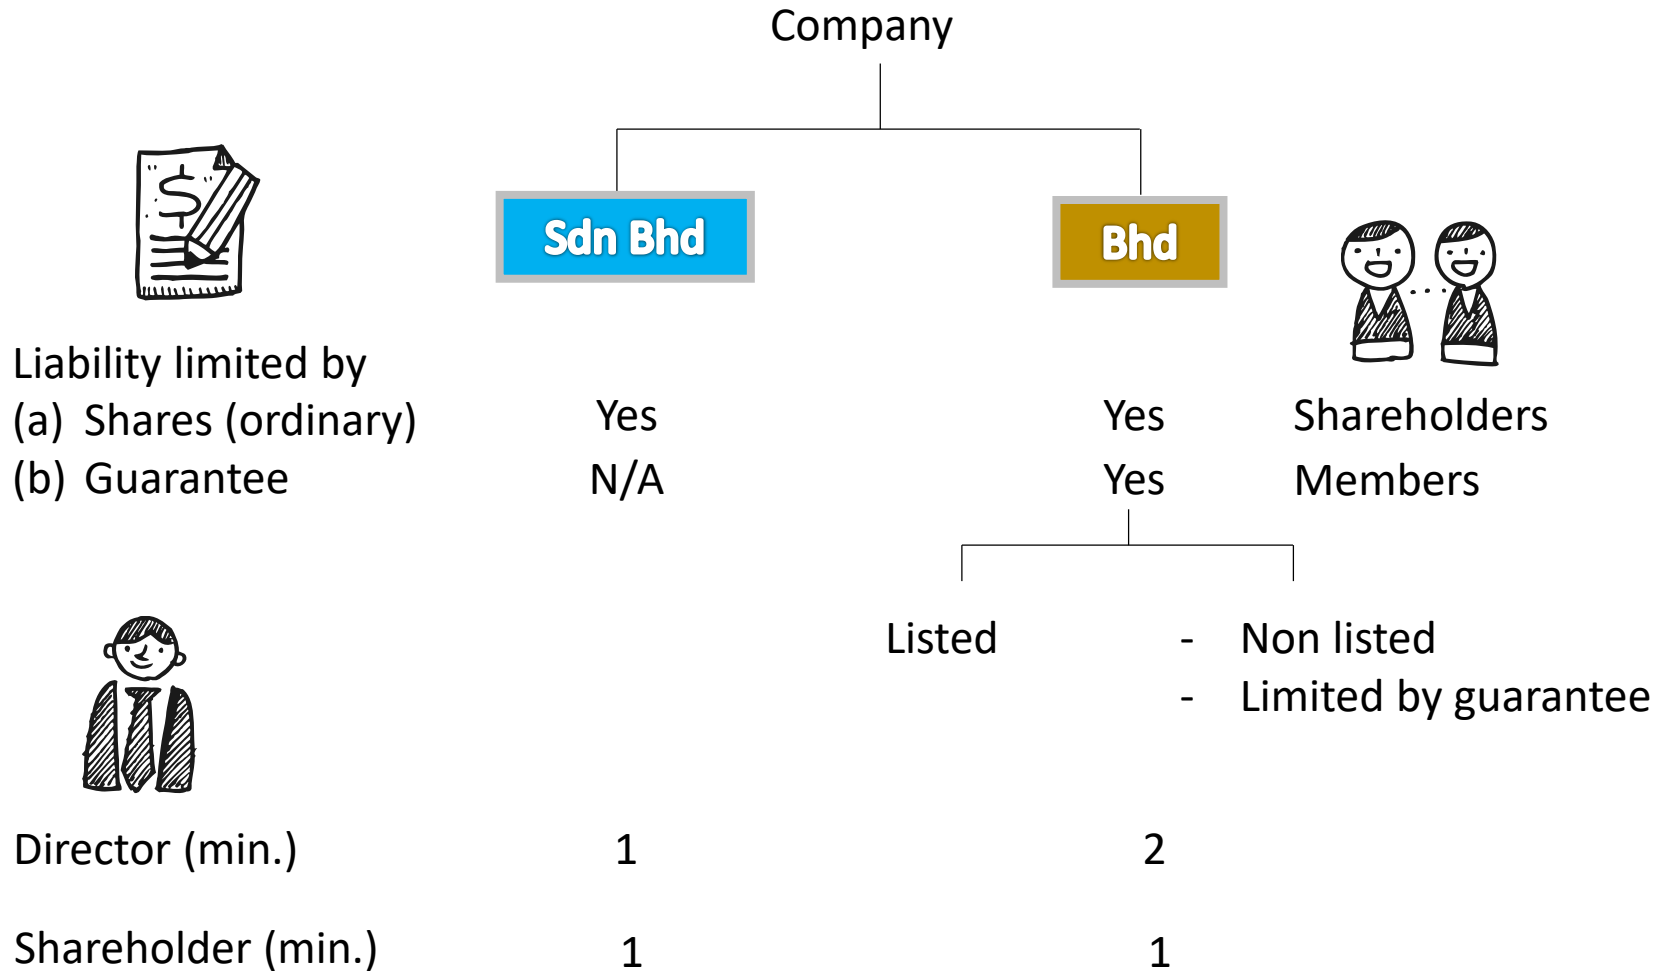 Company
Sdn Bhd Bhd
Liability limited by
(a) Shares (ordinary) Yes Yes Shareholders
(b) Guarantee N/A Yes Members
Listed - Non listed
- Limited by guarantee
Director (min.) 1 2
Shareholder (min.) 1 1